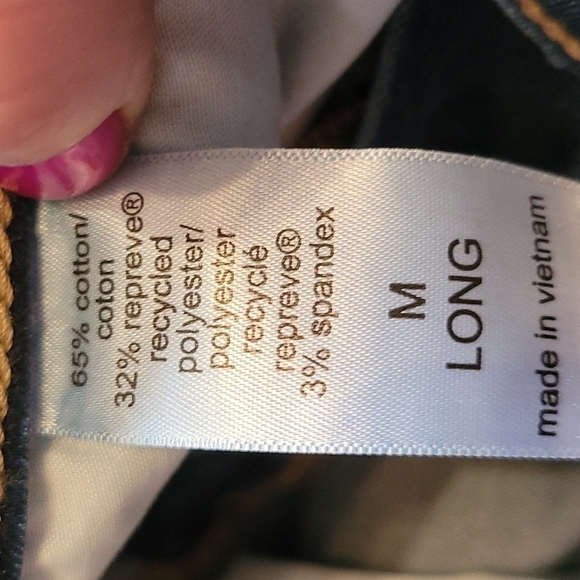 65% cotton/
coton
32% repreve®
recycled
polyester/
polyester
recyclé
repreve®
3% spandex
M
LONG
made in vietnam